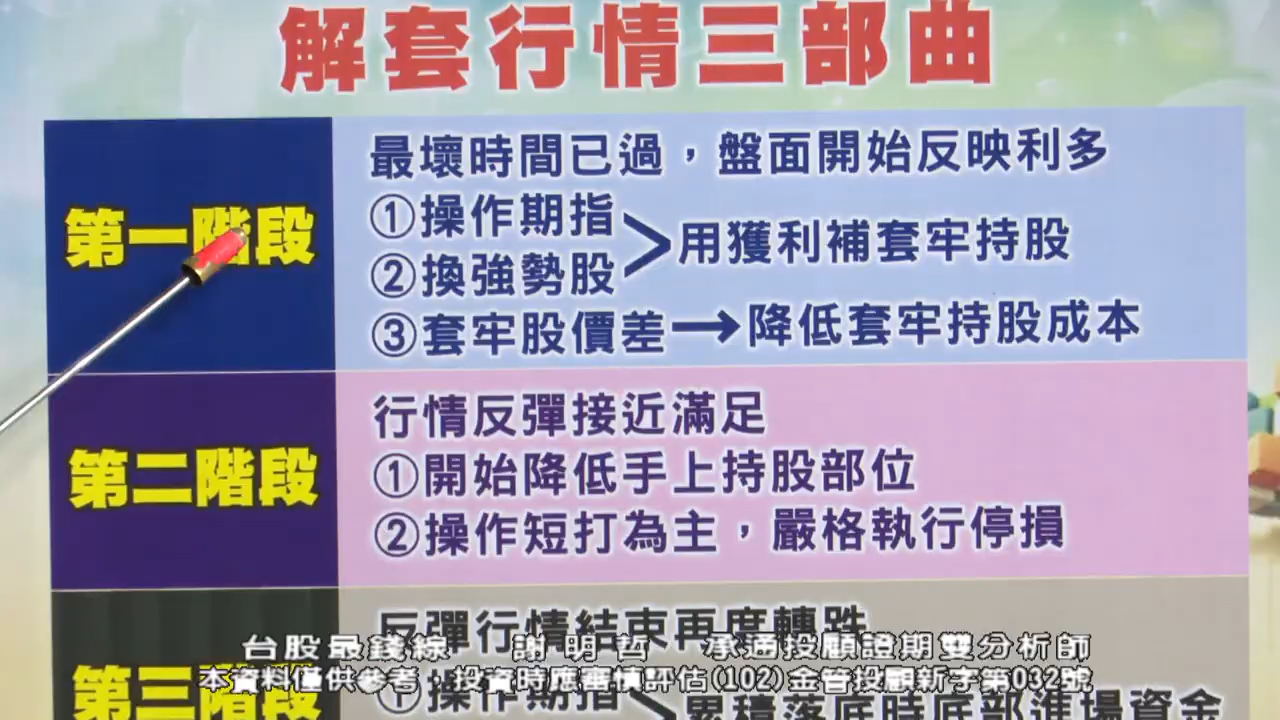 解套行情三部曲
第一階段
最壞時間已過，盤面開始反映利多
①操作期指
②換強勢股
>用獲利補套牢持股
③套牢股價差→降低套牢持股成本
第二階段
行情反彈接近滿足
①開始降低手上持股部位
②操作短打為主，嚴格執行停損
第三階段
反彈行情結束再度轉跌
①操作期指
累積落底時底部進場資金
台股最錢線 謝明哲 承通投顧證期雙分析師
本資料僅供參考，投資時應審慎評估(102)金管投顧新字第032號